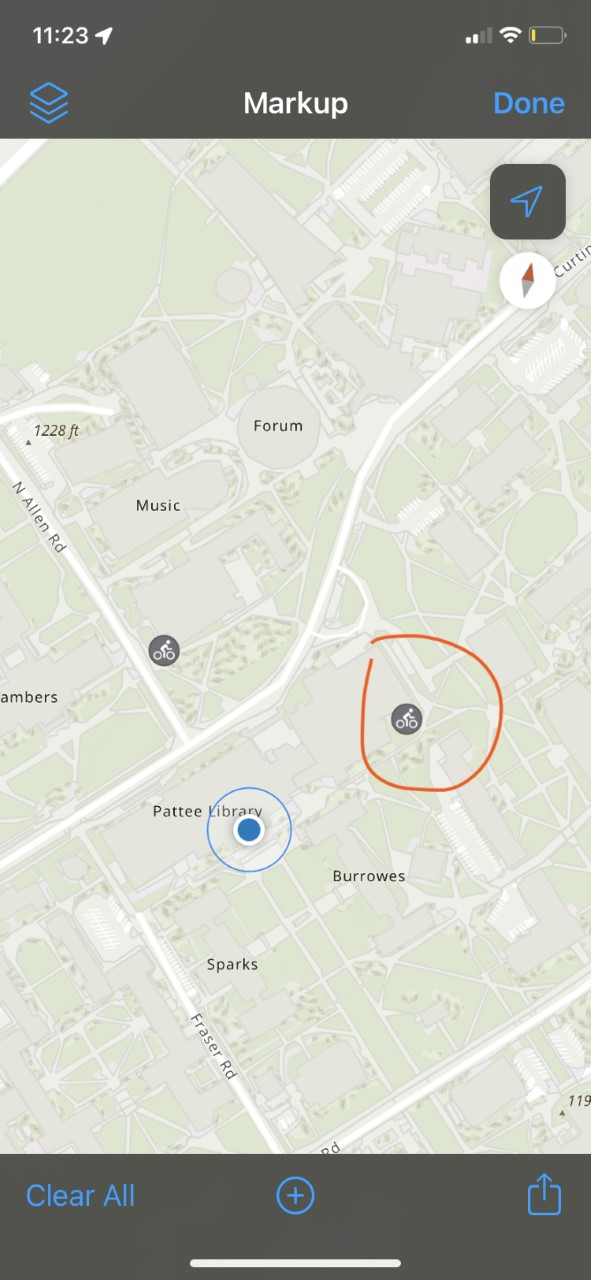 11:23
Markup
Done
Curtin
Forum
1228 ft
N Allen Rd
Music
ambers
Pattee Library
Burrowes
Sparks
Fraser Rd
119
Rd
Clear All